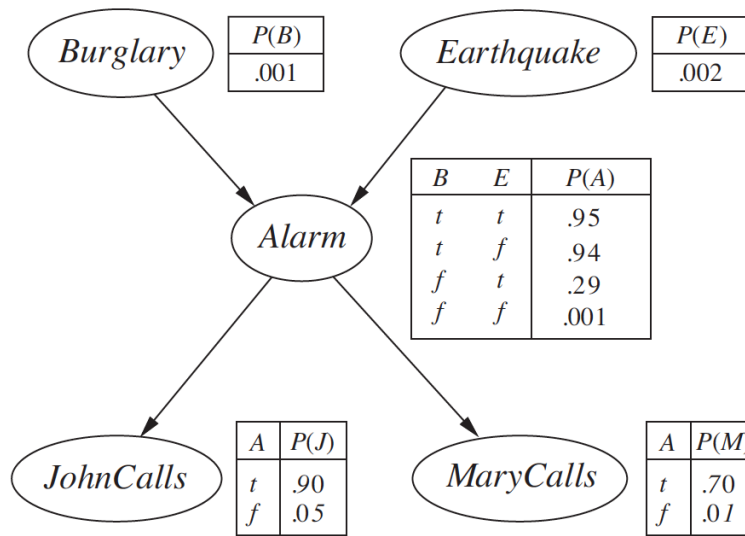 Burglary
P(B)
.001
Earthquake
P(E)
.002
Alarm
B E P(A)
t t .95
t f .94
f t .29
f f .001
JohnCalls
A P(J)
t .90
f .05
MaryCalls
A P(M
t .70
f .01